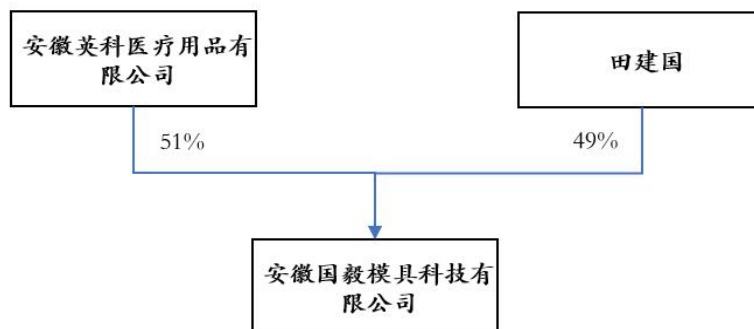 安徽英科医疗用品有
限公司
田建国
51%
49%
安徽国毅模具科技有
限公司